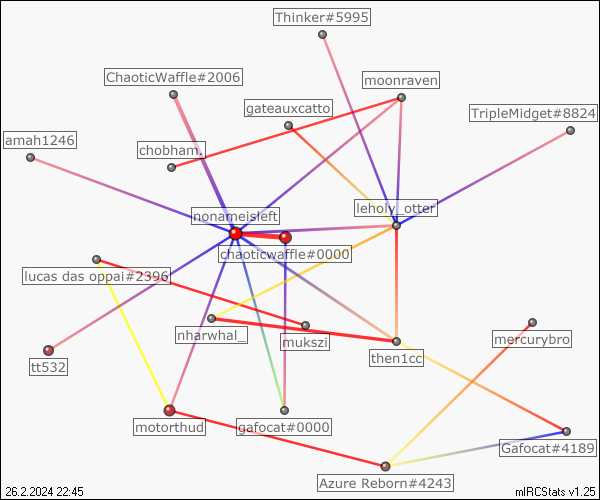 Thinker#5995
ChaoticWaffle#2006
moonraven
gateauxcatto
TripleMidget#8824
amah1246
chobham.
leholy_otter
nonameisleft
chaoticwaffle#0000
lucas das oppai#2396
nharwhal_
mukszi
mercurybro
then1cc
tt532
motorthud
gafocat#0000
Gafocat#4189
Azure Reborn#4243
26.2.2024 22:45
mIRCStats v1.25